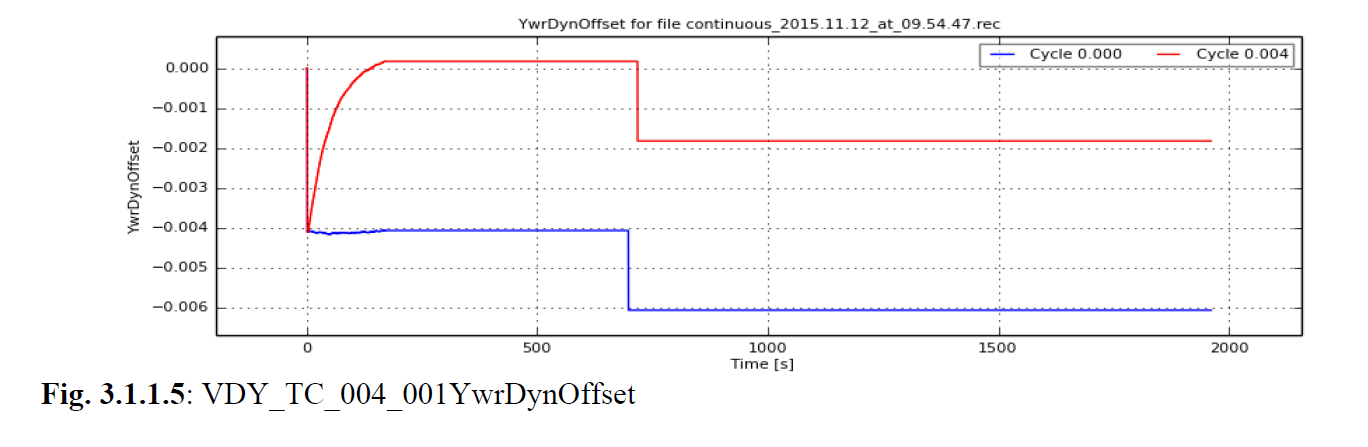 YwrDynOffset for file continuous_2015.11.12_at_09.54.47.rec
Cycle 0.000 Cycle 0.004
0.000
−0.001
−0.002
−0.003
−0.004
−0.005
−0.006
YwrDynOffset
0 500 1000 1500 2000
Time [s]
Fig. 3.1.1.5: VDY_TC_004_001YwrDynOffset